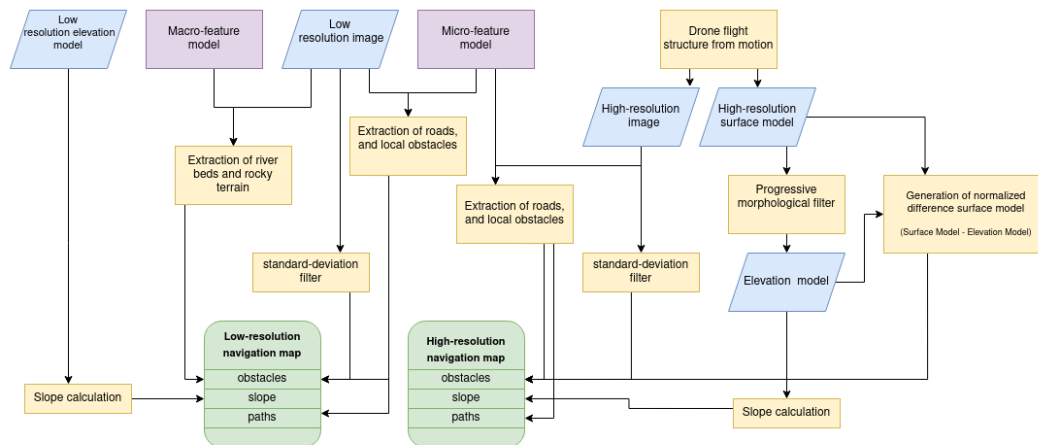 Low
resolution elevation
model
Macro-feature
model
Low
resolution image
Micro-feature
model
Drone flight
structure from motion
High-resolution
image
High-resolution
surface model
Extraction of roads,
and local obstacles
Extraction of river
beds and rocky
terrain
Extraction of roads,
and local obstacles
Progressive
morphological filter
Generation of normalized
difference surface model
(Surface Model - Elevation Model)
standard-deviation
filter
standard-deviation
filter
Elevation model
Low-resolution
navigation map
obstacles
slope
paths
High-resolution
navigation map
obstacles
slope
paths
Slope calculation
Slope calculation